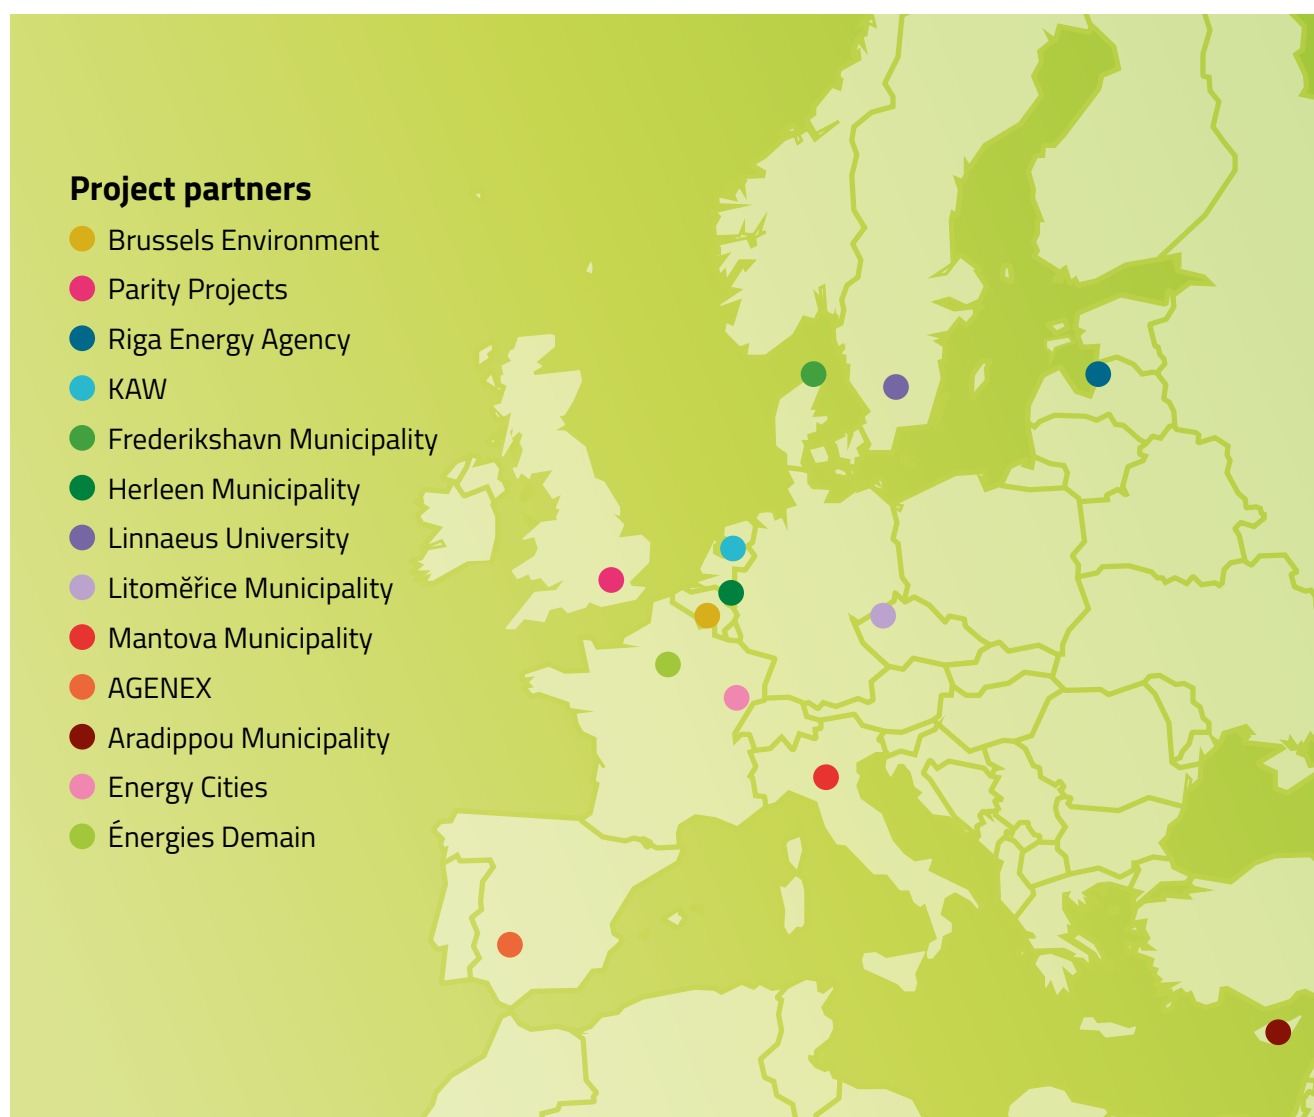 Project partners
Brussels Environment
Parity Projects
Riga Energy Agency
KAW
Frederikshavn Municipality
Herleen Municipality
Linnaeus University
Litoměřice Municipality
Mantova Municipality
AGENEX
Aradippou Municipality
Energy Cities
Énergies Demain